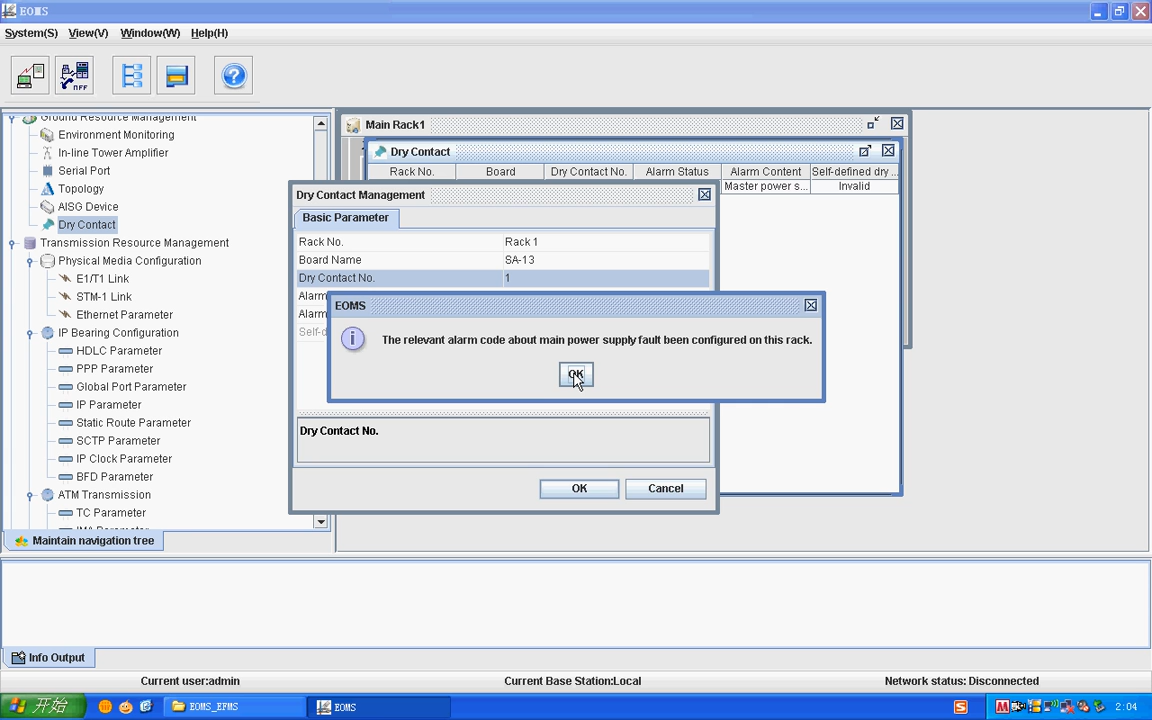 EOMS
System(S) View(V) Window(W) Help(H)
Ground Resource Management
Environment Monitoring
In-line Tower Amplifier
Serial Port
Topology
AISG Device
Dry Contact
Transmission Resource Management
Physical Media Configuration
E1/T1 Link
STM-1 Link
Ethernet Parameter
IP Bearing Configuration
HDLC Parameter
PPP Parameter
Global Port Parameter
IP Parameter
Static Route Parameter
SCTP Parameter
IP Clock Parameter
BFD Parameter
ATM Transmission
TC Parameter
Maintain navigation tree
Main Rack1
Dry Contact
Rack No. Board Dry Contact No. Alarm Status Alarm Content Self-defined dry ...
Master power s... Invalid
Dry Contact Management
Basic Parameter
Rack No. Rack 1
Board Name SA-13
Dry Contact No. 1
Alarm
Alarm
Self-d
EOMS
The relevant alarm code about main power supply fault been configured on this rack.
OK
Dry Contact No.
OK Cancel
Info Output
Current user:admin Current Base Station:Local Network status: Disconnected
开始 EOMS_EFMS EOMS 2:04